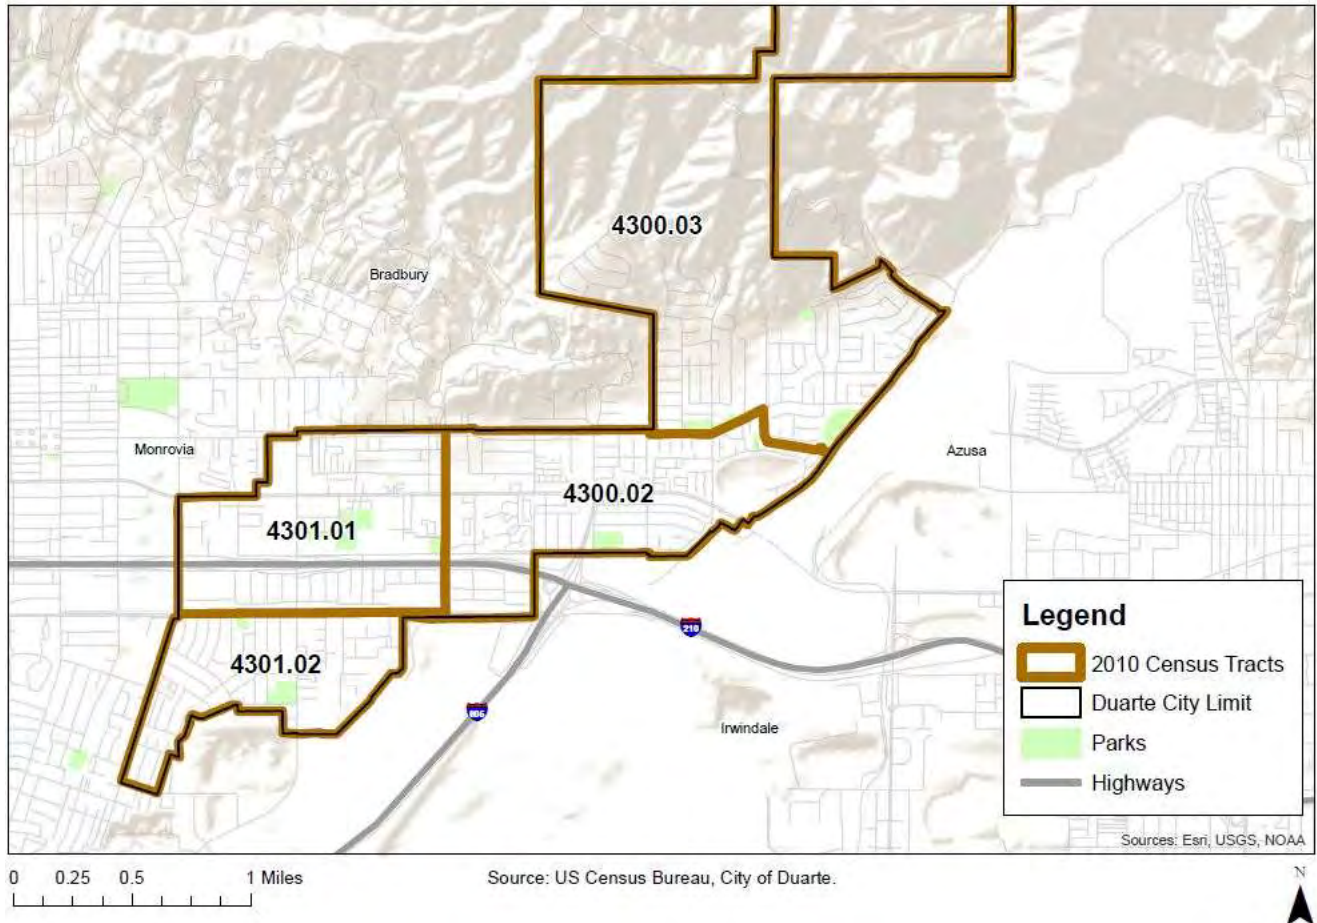 4300.03
Bradbury
Monrovia
Azusa
4300.02
4301.01
Legend
210
4301.02
2010 Census Tracts
Duarte City Limit
605
Irwindale
Parks
Highways
Sources: Esri, USGS, NOAA
0 0.25 0.5 1 Miles
Source: US Census Bureau, City of Duarte.
N